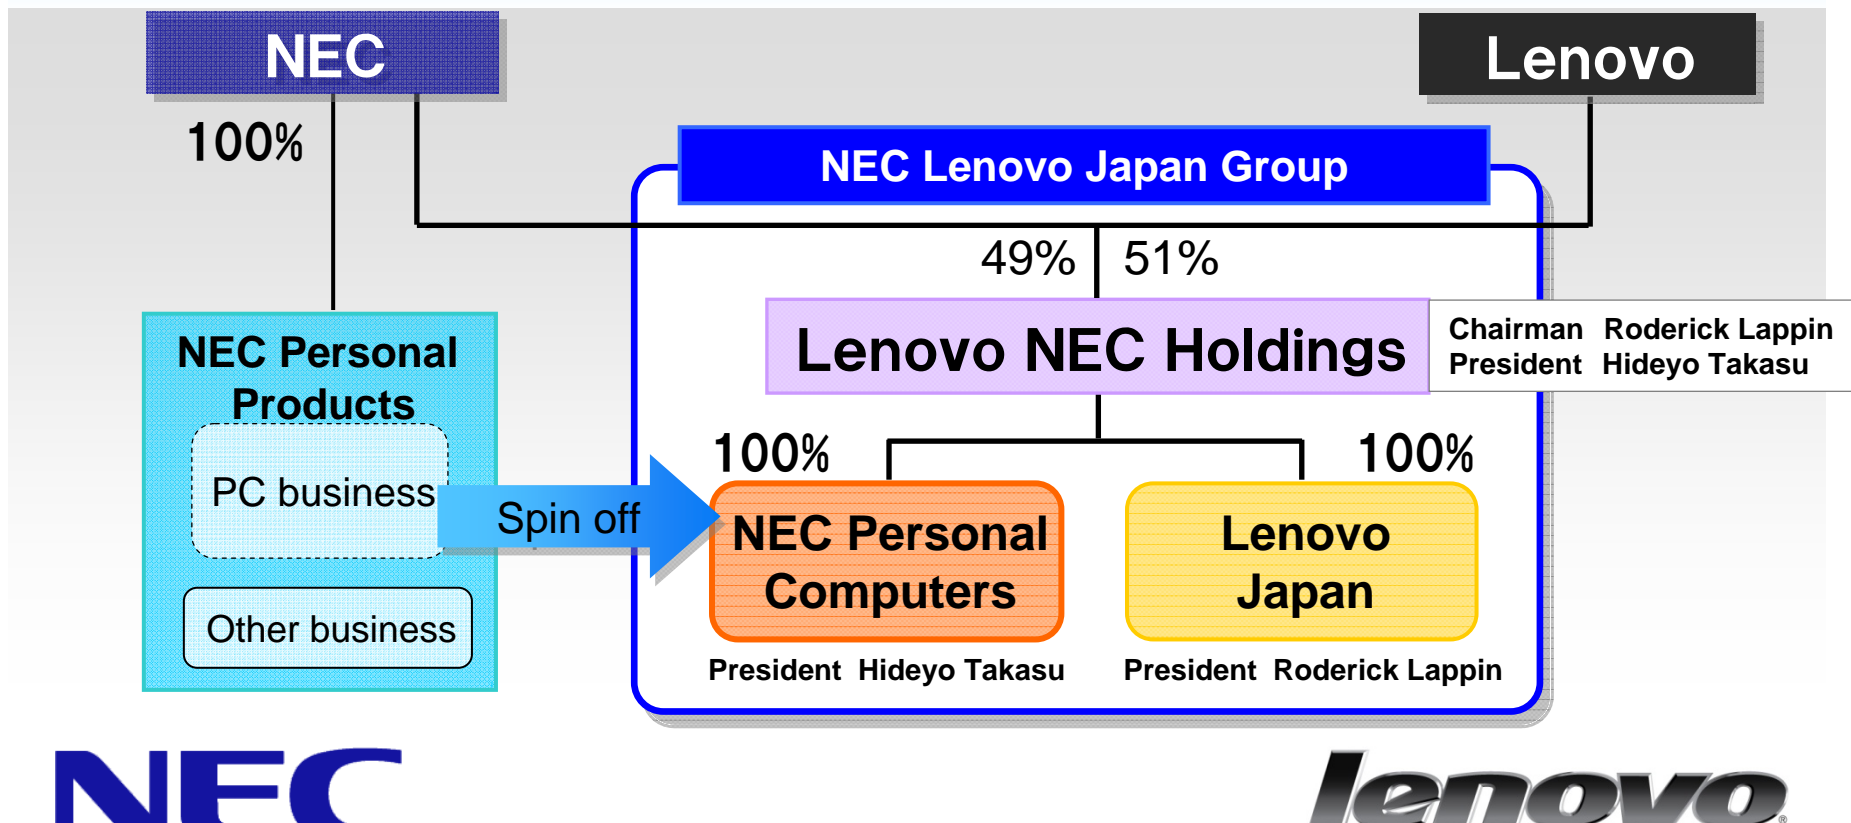 NEC
Lenovo
100%
NEC Lenovo Japan Group
49%
51%
Lenovo NEC Holdings
Chairman Roderick Lappin
President Hideyo Takasu
NEC Personal
Products
PC business
Other business
Spin off
100%
100%
NEC Personal
Computers
Lenovo
Japan
President Hideyo Takasu
President Roderick Lappin
NEC
lenovo